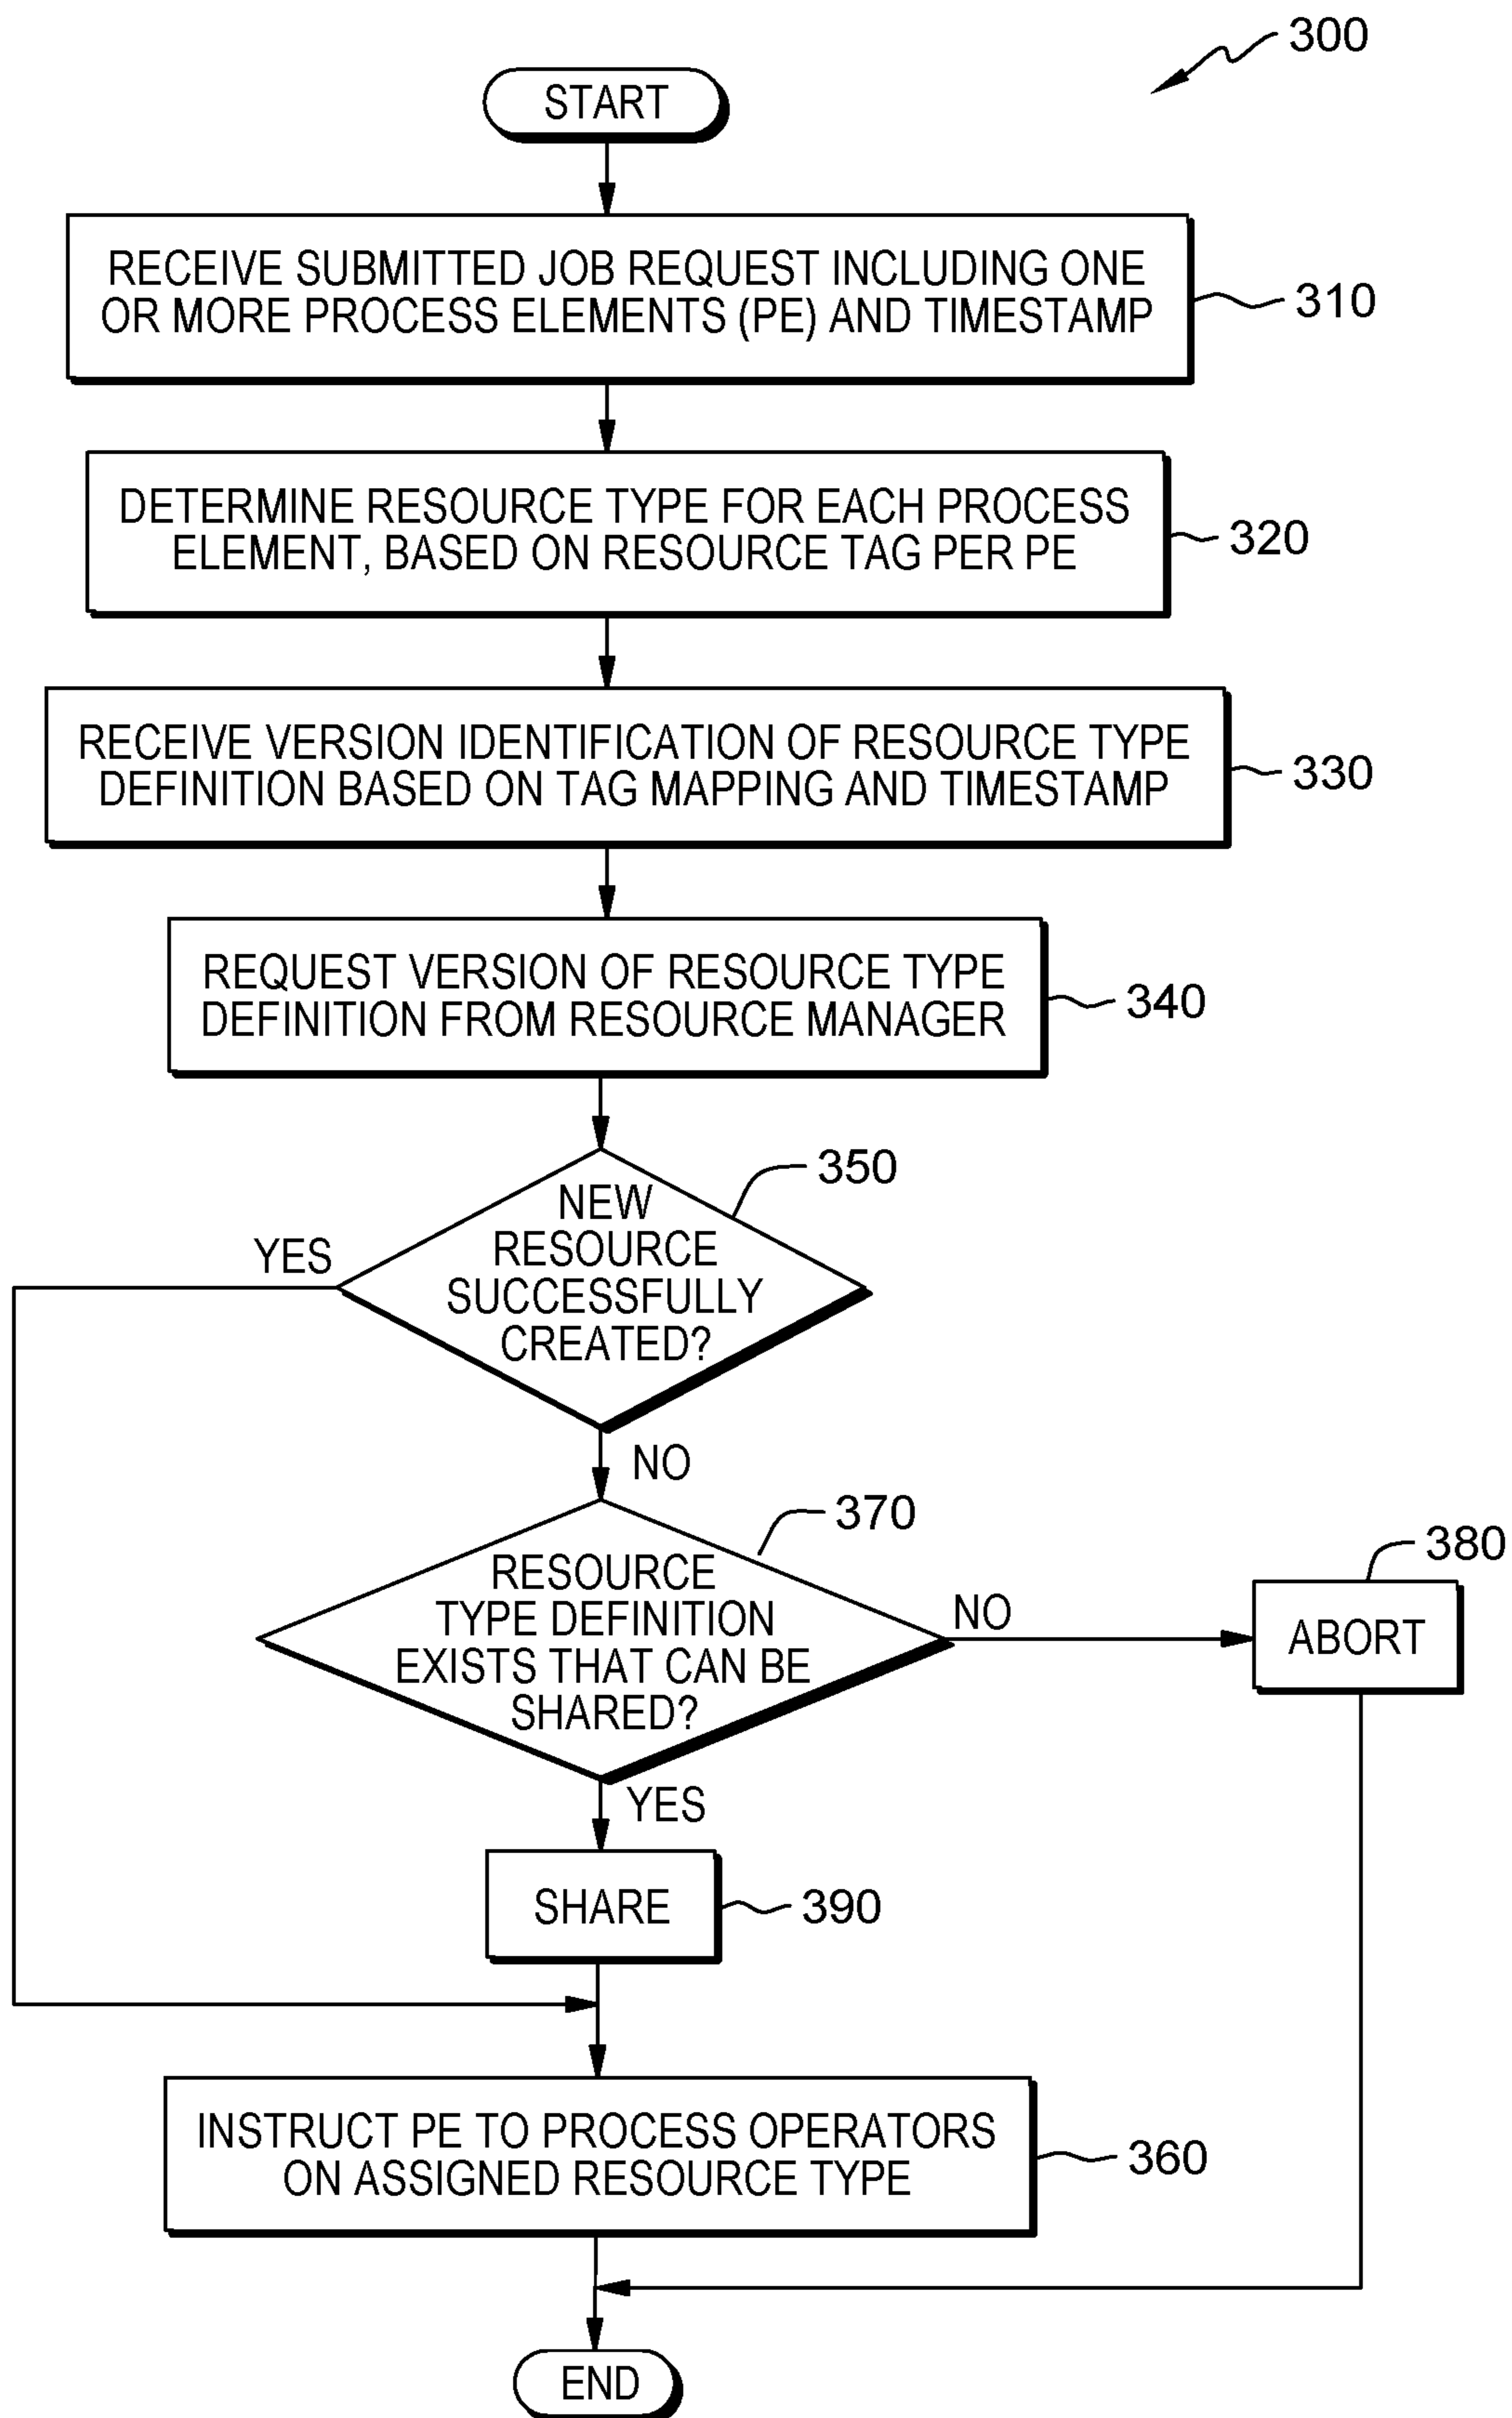 300
START
RECEIVE SUBMITTED JOB REQUEST INCLUDING ONE
OR MORE PROCESS ELEMENTS (PE) AND TIMESTAMP
310
DETERMINE RESOURCE TYPE FOR EACH PROCESS
ELEMENT, BASED ON RESOURCE TAG PER PE
320
RECEIVE VERSION IDENTIFICATION OF RESOURCE TYPE
DEFINITION BASED ON TAG MAPPING AND TIMESTAMP
330
REQUEST VERSION OF RESOURCE TYPE
DEFINITION FROM RESOURCE MANAGER
340
350
NEW
RESOURCE
SUCCESSFULLY
CREATED?
YES
NO
370
RESOURCE
TYPE DEFINITION
EXISTS THAT CAN BE
SHARED?
NO
380
ABORT
YES
SHARE
390
INSTRUCT PE TO PROCESS OPERATORS
ON ASSIGNED RESOURCE TYPE
360
END